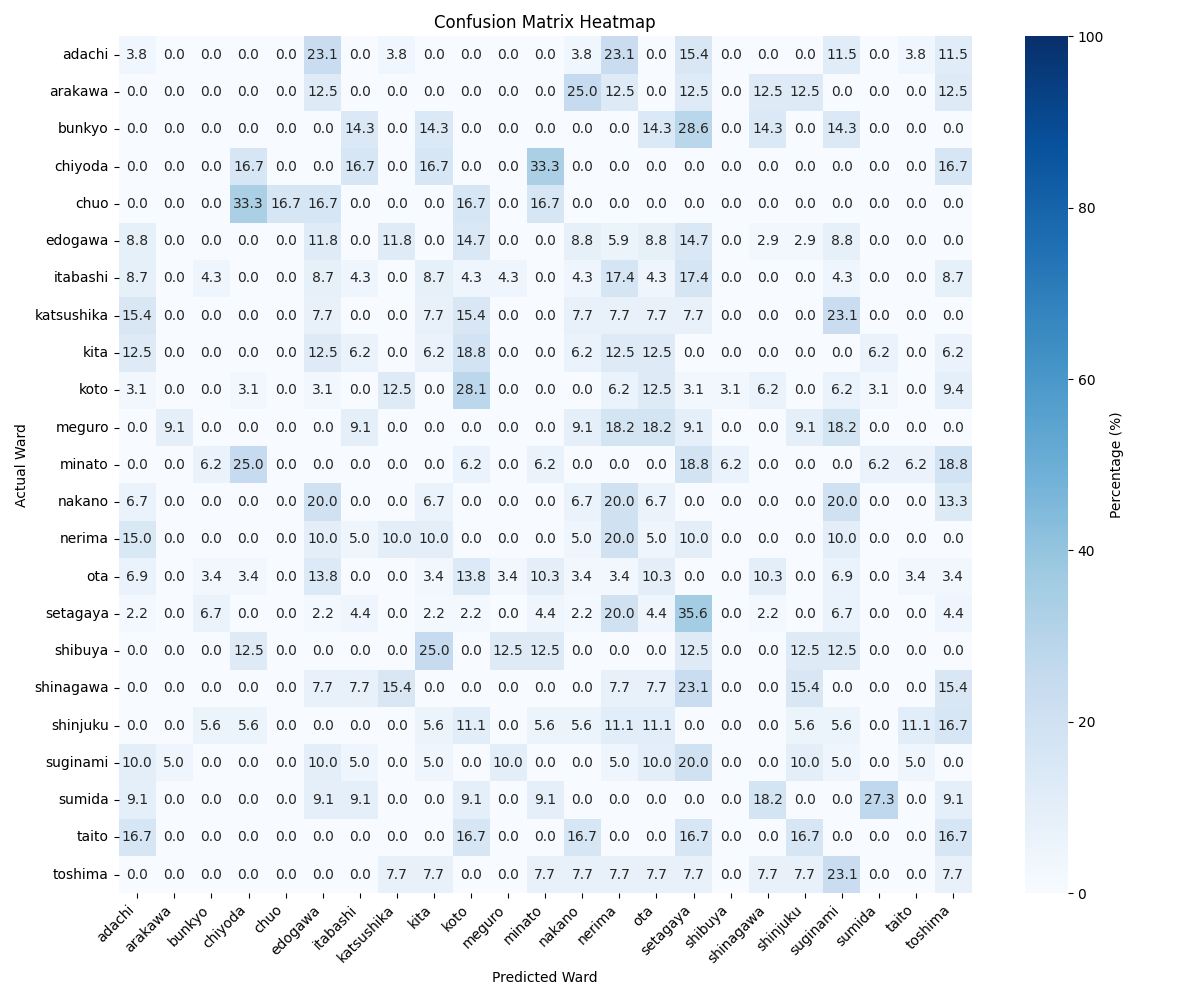 Confusion Matrix Heatmap
adachi 3.8 0.0 0.0 0.0 0.0 23.1 0.0 3.8 0.0 0.0 0.0 0.0 3.8 23.1 0.0 15.4 0.0 0.0 0.0 11.5 0.0 3.8 11.5
arakawa 0.0 0.0 0.0 0.0 0.0 12.5 0.0 0.0 0.0 0.0 0.0 0.0 25.0 12.5 0.0 12.5 0.0 12.5 12.5 0.0 0.0 0.0 12.5
bunkyo 0.0 0.0 0.0 0.0 0.0 0.0 14.3 0.0 14.3 0.0 0.0 0.0 0.0 0.0 14.3 28.6 0.0 14.3 0.0 14.3 0.0 0.0 0.0
chiyoda 0.0 0.0 0.0 16.7 0.0 0.0 16.7 0.0 16.7 0.0 0.0 33.3 0.0 0.0 0.0 0.0 0.0 0.0 0.0 0.0 0.0 0.0 16.7
chuo 0.0 0.0 0.0 33.3 16.7 16.7 0.0 0.0 0.0 16.7 0.0 16.7 0.0 0.0 0.0 0.0 0.0 0.0 0.0 0.0 0.0 0.0 0.0
edogawa 8.8 0.0 0.0 0.0 0.0 11.8 0.0 11.8 0.0 14.7 0.0 0.0 8.8 5.9 8.8 14.7 0.0 2.9 2.9 8.8 0.0 0.0 0.0
itabashi 8.7 0.0 4.3 0.0 0.0 8.7 4.3 0.0 8.7 4.3 4.3 0.0 4.3 17.4 4.3 17.4 0.0 0.0 0.0 4.3 0.0 0.0 8.7
katsushika 15.4 0.0 0.0 0.0 0.0 7.7 0.0 0.0 7.7 15.4 0.0 0.0 7.7 7.7 7.7 7.7 0.0 0.0 0.0 23.1 0.0 0.0 0.0
kita 12.5 0.0 0.0 0.0 0.0 12.5 6.2 0.0 6.2 18.8 0.0 0.0 6.2 12.5 12.5 0.0 0.0 0.0 0.0 0.0 6.2 0.0 6.2
koto 3.1 0.0 0.0 3.1 0.0 3.1 0.0 12.5 0.0 28.1 0.0 0.0 0.0 6.2 12.5 3.1 3.1 6.2 0.0 6.2 3.1 0.0 9.4
meguro 0.0 9.1 0.0 0.0 0.0 0.0 9.1 0.0 0.0 0.0 0.0 0.0 9.1 18.2 18.2 9.1 0.0 0.0 9.1 18.2 0.0 0.0 0.0
minato 0.0 0.0 6.2 25.0 0.0 0.0 0.0 0.0 0.0 6.2 0.0 6.2 0.0 0.0 0.0 18.8 6.2 0.0 0.0 0.0 6.2 6.2 18.8
nakano 6.7 0.0 0.0 0.0 0.0 20.0 0.0 0.0 6.7 0.0 0.0 0.0 6.7 20.0 6.7 0.0 0.0 0.0 0.0 20.0 0.0 0.0 13.3
nerima 15.0 0.0 0.0 0.0 0.0 10.0 5.0 10.0 10.0 0.0 0.0 0.0 5.0 20.0 5.0 10.0 0.0 0.0 0.0 10.0 0.0 0.0 0.0
ota 6.9 0.0 3.4 3.4 0.0 13.8 0.0 0.0 3.4 13.8 3.4 10.3 3.4 3.4 10.3 0.0 0.0 10.3 0.0 6.9 0.0 3.4 3.4
setagaya 2.2 0.0 6.7 0.0 0.0 2.2 4.4 0.0 2.2 2.2 0.0 4.4 2.2 20.0 4.4 35.6 0.0 2.2 0.0 6.7 0.0 0.0 4.4
shibuya 0.0 0.0 0.0 12.5 0.0 0.0 0.0 0.0 25.0 0.0 12.5 12.5 0.0 0.0 0.0 12.5 0.0 0.0 12.5 12.5 0.0 0.0 0.0
shinagawa 0.0 0.0 0.0 0.0 0.0 7.7 7.7 15.4 0.0 0.0 0.0 0.0 0.0 7.7 7.7 23.1 0.0 0.0 15.4 0.0 0.0 0.0 15.4
shinjuku 0.0 0.0 5.6 5.6 0.0 0.0 0.0 0.0 5.6 11.1 0.0 5.6 5.6 11.1 11.1 0.0 0.0 0.0 5.6 5.6 0.0 11.1 16.7
suginami 10.0 5.0 0.0 0.0 0.0 10.0 5.0 0.0 5.0 0.0 10.0 0.0 0.0 5.0 10.0 20.0 0.0 0.0 10.0 5.0 0.0 5.0 0.0
sumida 9.1 0.0 0.0 0.0 0.0 9.1 9.1 0.0 0.0 9.1 0.0 9.1 0.0 0.0 0.0 0.0 0.0 18.2 0.0 0.0 27.3 0.0 9.1
taito 16.7 0.0 0.0 0.0 0.0 0.0 0.0 0.0 0.0 16.7 0.0 0.0 16.7 0.0 0.0 16.7 0.0 0.0 16.7 0.0 0.0 0.0 16.7
toshima 0.0 0.0 0.0 0.0 0.0 0.0 0.0 7.7 7.7 0.0 0.0 7.7 7.7 7.7 7.7 7.7 0.0 7.7 7.7 23.1 0.0 0.0 7.7
adachi arakawa bunkyo chiyoda chuo edogawa itabashi katsushika kita koto meguro minato nakano nerima ota setagaya shibuya shinagawa shinjuku suginami sumida taito toshima
Predicted Ward
Actual Ward
100
80
60
40
20
0
Percentage (%)